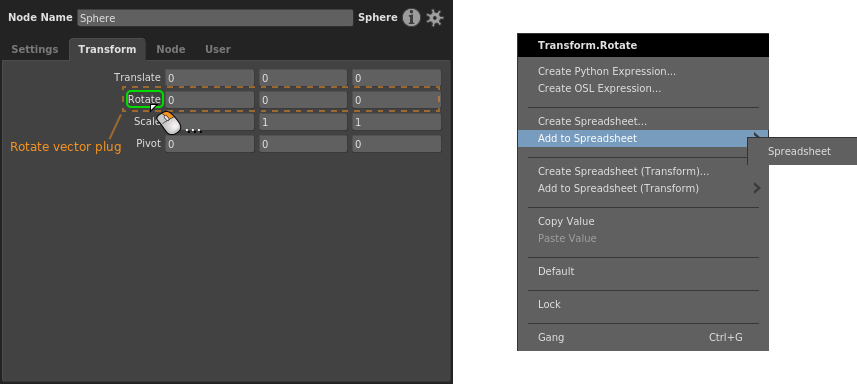 Node Name Sphere Sphere
Settings Transform Node User
Translate 0 0 0
Rotate 0 0 0
Scale 1 1
...
Pivot 0 0 0
Rotate vector plug
Transform.Rotate
Create Python Expression...
Create OSL Expression...
Create Spreadsheet...
Add to Spreadsheet
Spreadsheet
Create Spreadsheet (Transform)...
Add to Spreadsheet (Transform)
Copy Value
Paste Value
Default
Lock
Gang Ctrl+G